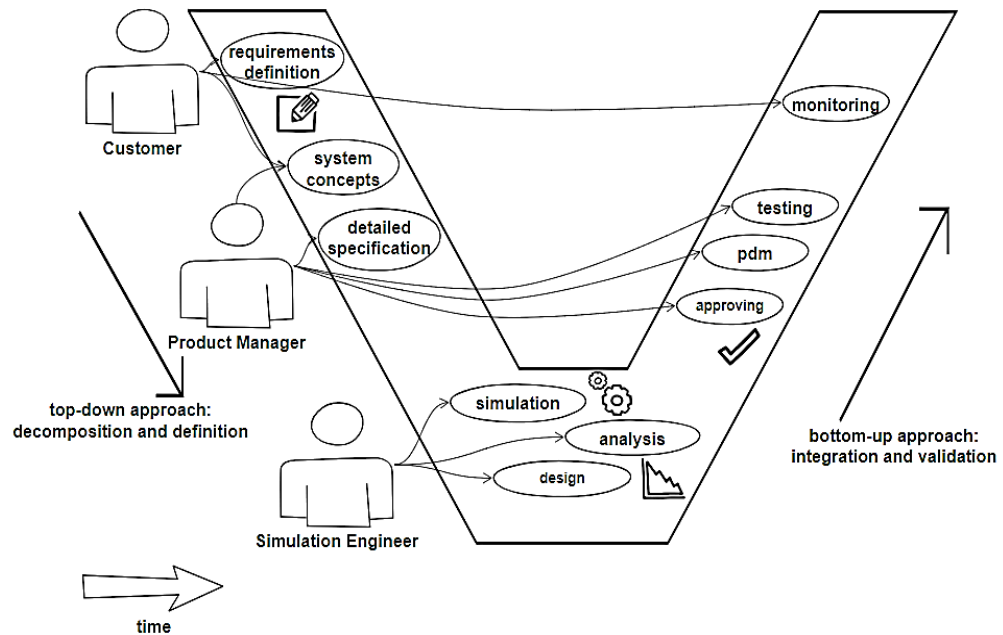 requirements
definition
monitoring
Customer
system
concepts
testing
detailed
specification
pdm
approving
Product Manager
simulation
top-down approach:
decomposition and definition
analysis
bottom-up approach:
integration and validation
design
Simulation Engineer
time